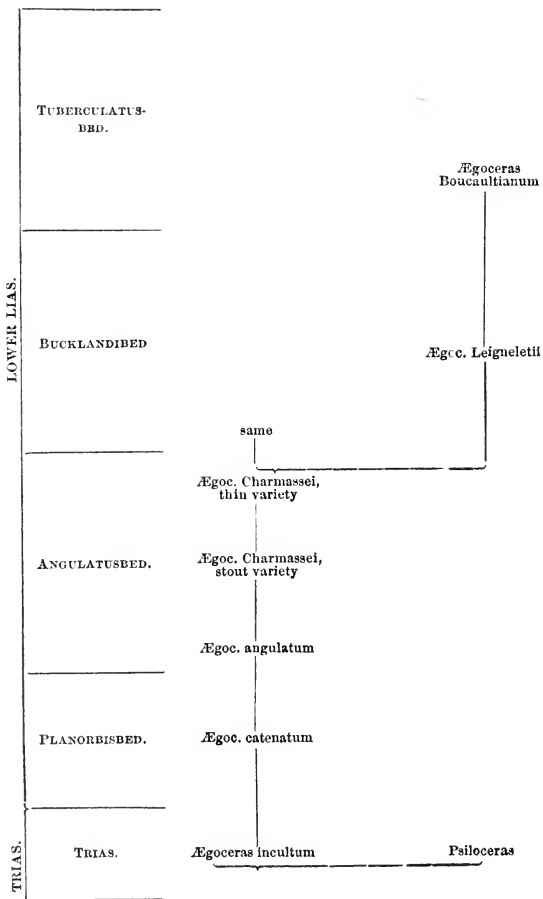 TUBERCULATUS-
BED.
Ægoceras
Boucaultianum
LOWER LIAS.
BUCKLANDIBED
Ægoc. Leigneletii
same
Ægoc. Charmassei,
thin variety
ANGULATUSBED.
Ægoc. Charmassei,
stout variety
Ægoc. angulatum
PLANORBISBED.
Ægoc. catenatum
TRIAS.
TRIAS.
Ægoceras incultum
Psiloceras